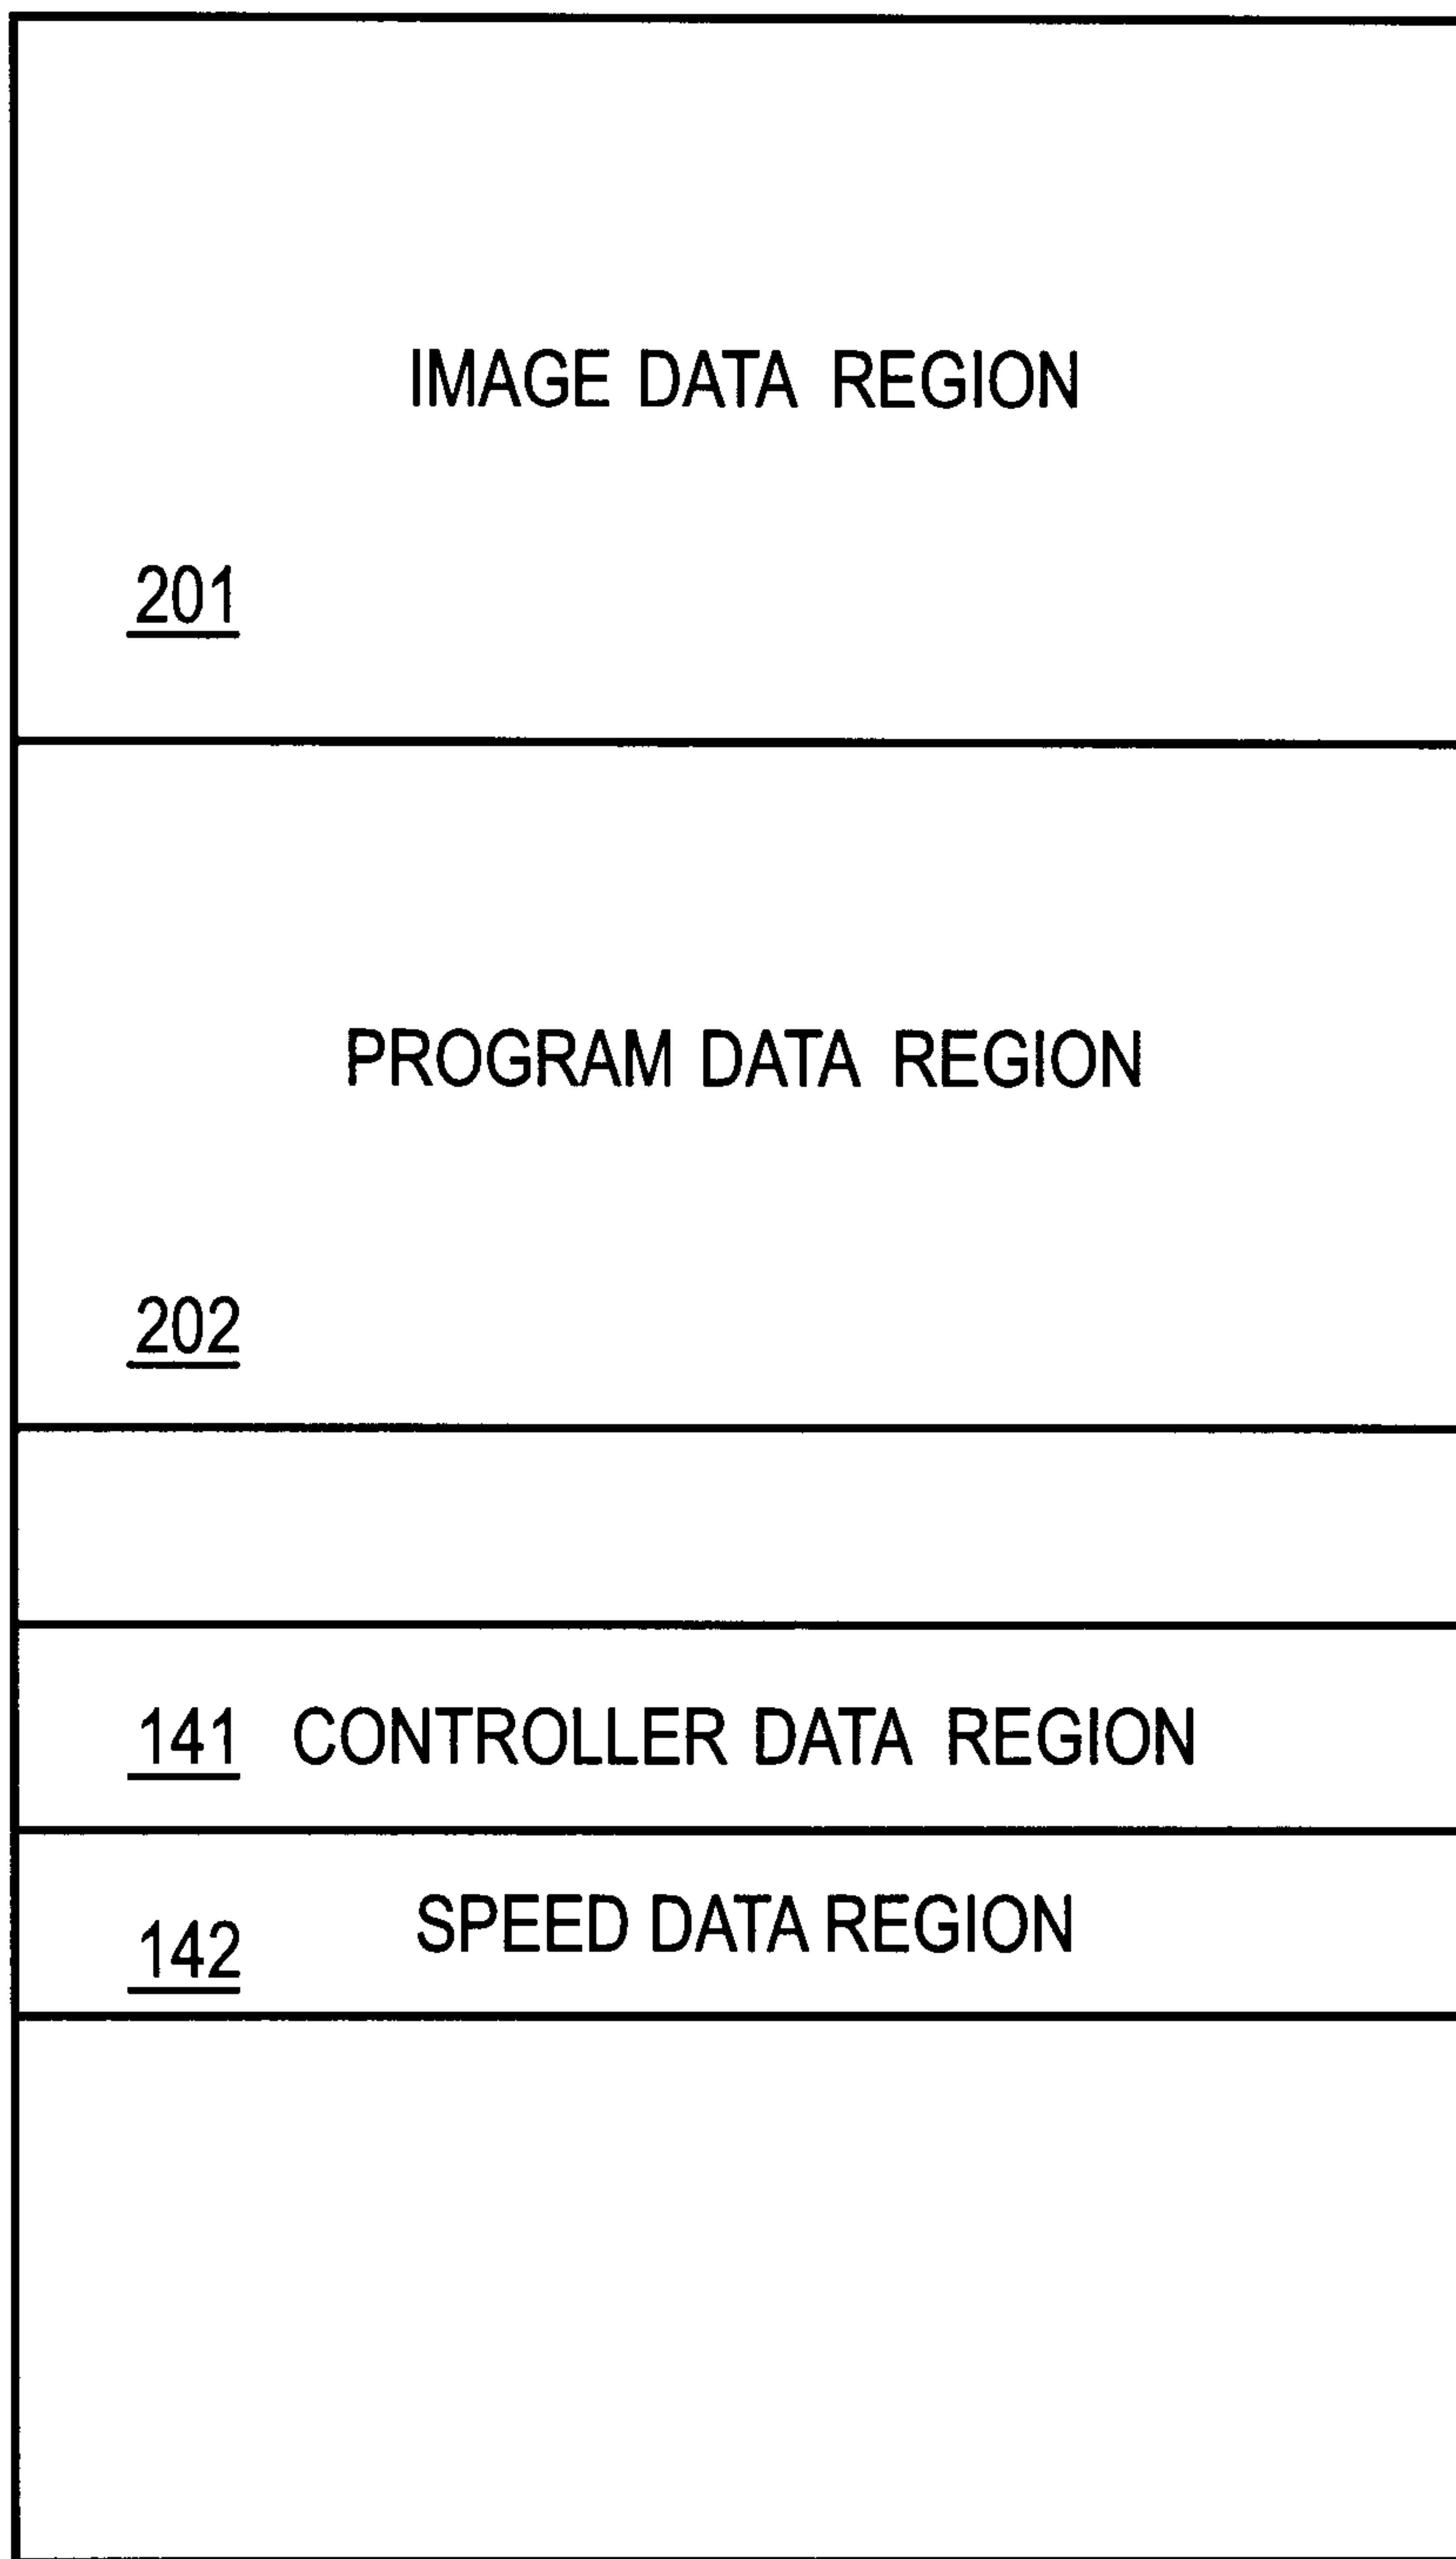 IMAGE DATA REGION
201
PROGRAM DATA REGION
202
141 CONTROLLER DATA REGION
142 SPEED DATA REGION